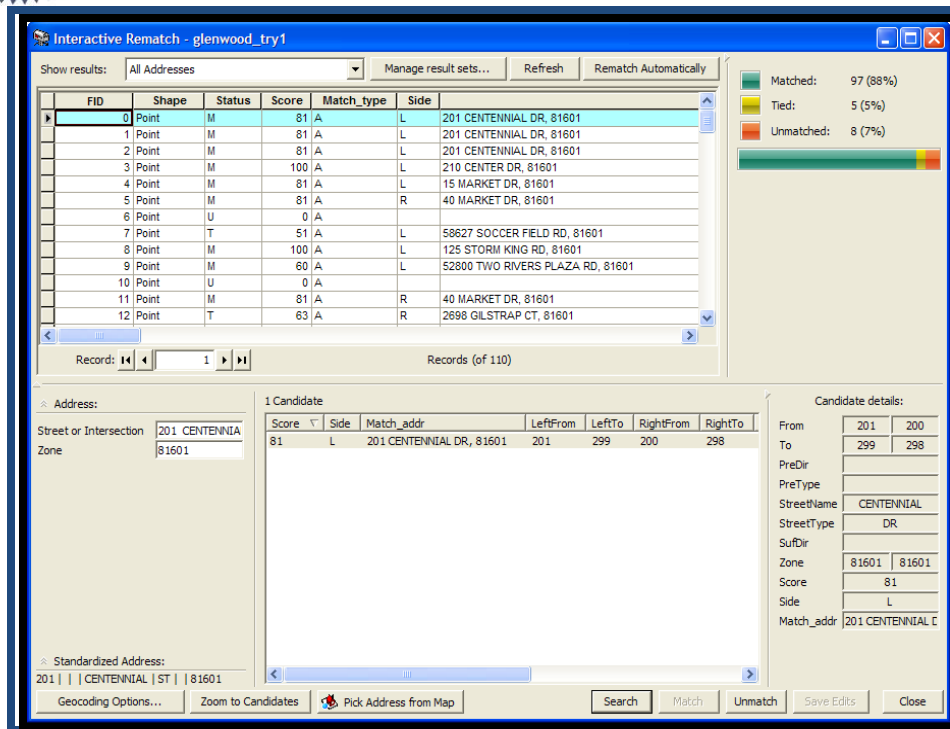 Interactive Rematch - glenwood_try1
Show results: All Addresses Manage result sets... Refresh Rematch Automatically
Matched: 97 (88%)
Tied: 5 (5%)
Unmatched: 8 (7%)
FID Shape Status Score Match_type Side
0 Point M 81 A L 201 CENTENNIAL DR, 81601
1 Point M 81 A L 201 CENTENNIAL DR, 81601
2 Point M 81 A L 201 CENTENNIAL DR, 81601
3 Point M 100 A L 210 CENTER DR, 81601
4 Point M 81 A L 15 MARKET DR, 81601
5 Point M 81 A R 40 MARKET DR, 81601
6 Point U 0 A
7 Point T 51 A L 58627 SOCCER FIELD RD, 81601
8 Point M 100 A L 125 STORM KING RD, 81601
9 Point M 60 A L 52800 TWO RIVERS PLAZA RD, 81601
10 Point U 0 A
11 Point M 81 A R 40 MARKET DR, 81601
12 Point T 63 A R 2698 GILSTRAP CT, 81601
Record: 1 Records (of 110)
Address:
Street or Intersection 201 CENTENNIA
Zone 81601
1 Candidate
Score Side Match_addr LeftFrom LeftTo RightFrom RightTo
81 L 201 CENTENNIAL DR, 81601 201 299 200 298
Candidate details:
From 201 200
To 299 298
PreDir
PreType
StreetName CENTENNIAL
StreetType DR
SufDir
Zone 81601 81601
Score 81
Side L
Match_addr 201 CENTENNIAL D
Standardized Address:
201 | | | CENTENNIAL | ST | | 81601
Geocoding Options... Zoom to Candidates Pick Address from Map Search Match Unmatch Save Edits Close